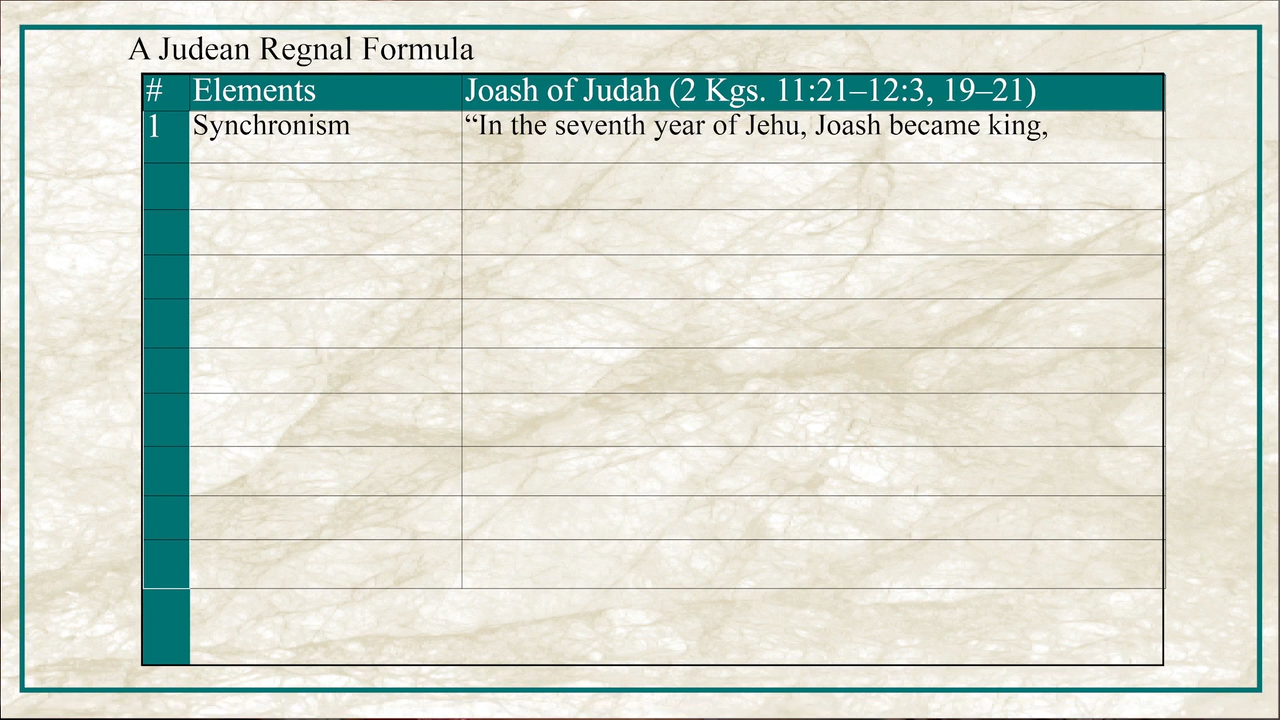 A Judean Regnal Formula
# Elements Joash of Judah (2 Kgs. 11:21–12:3, 19–21)
1 Synchronism “In the seventh year of Jehu, Joash became king,